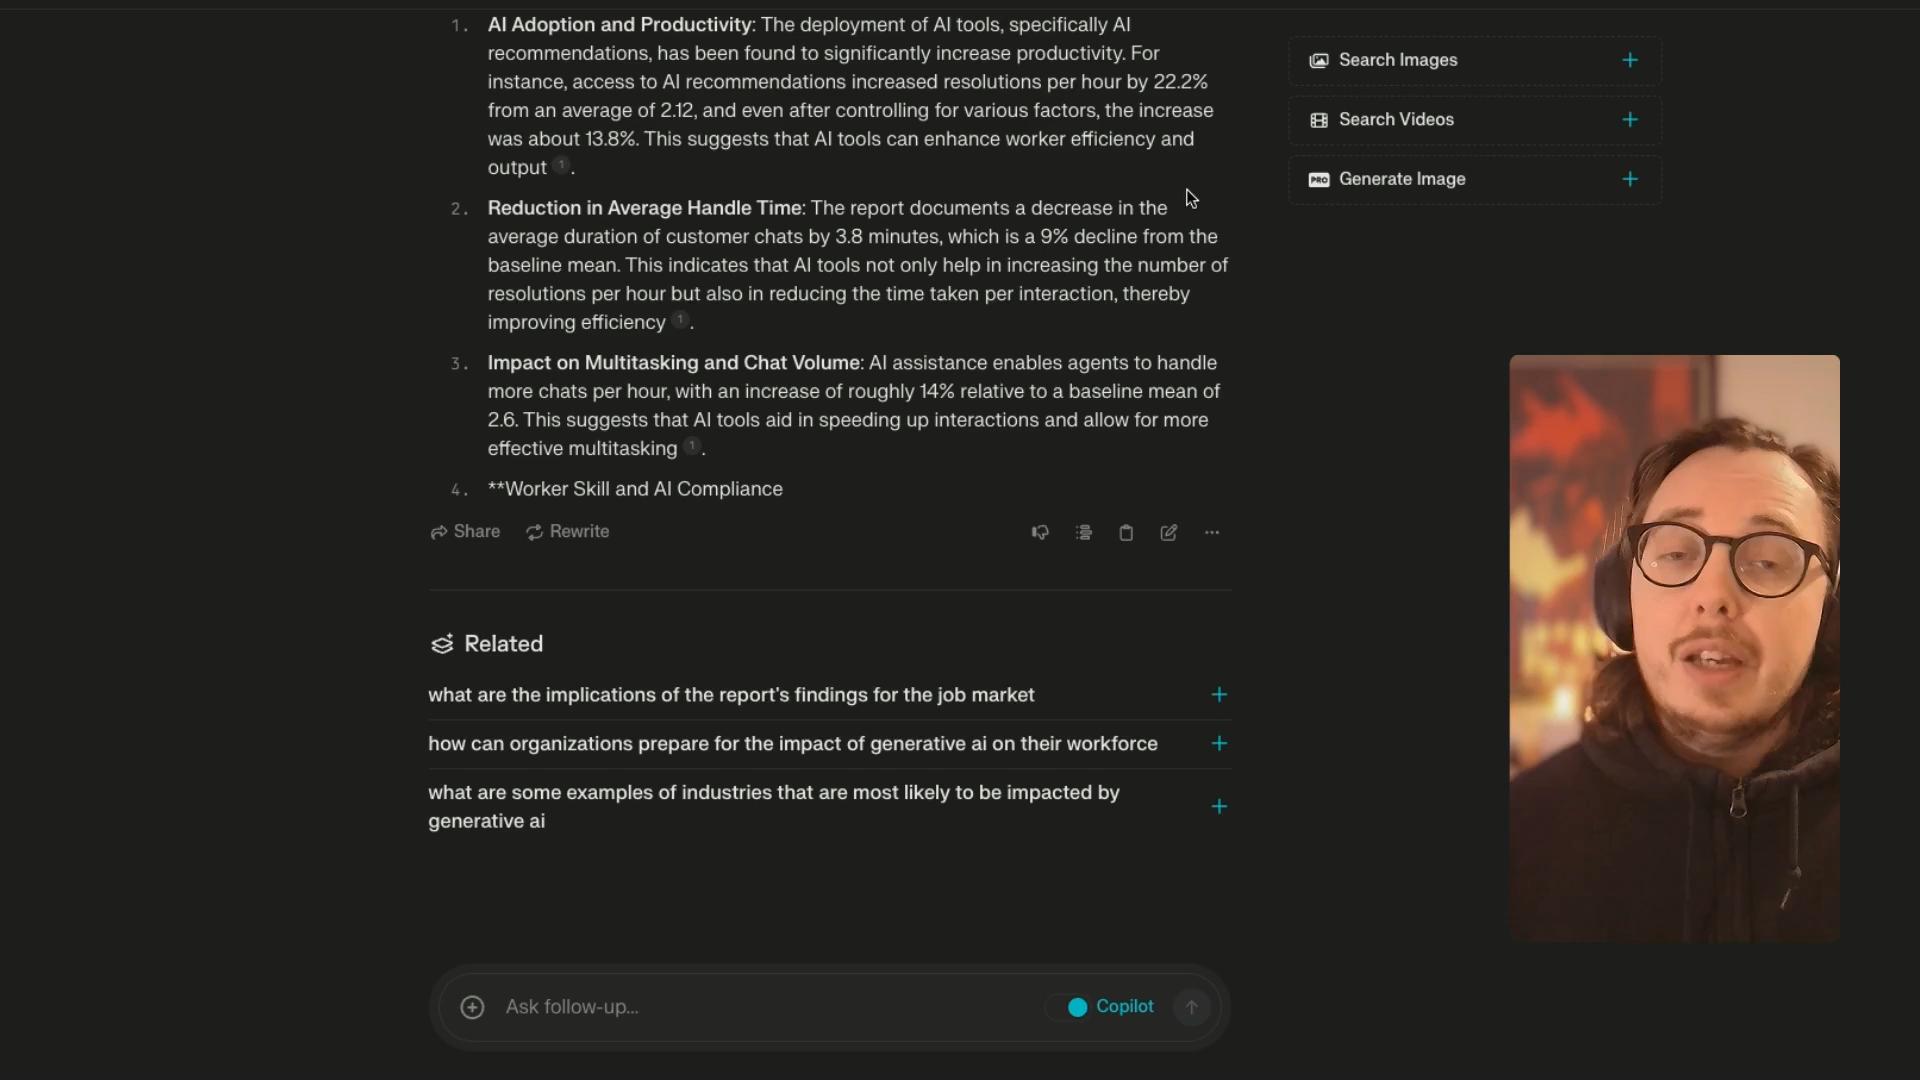 1. AI Adoption and Productivity: The deployment of AI tools, specifically AI
recommendations, has been found to significantly increase productivity. For
instance, access to AI recommendations increased resolutions per hour by 22.2%
from an average of 2.12, and even after controlling for various factors, the increase
was about 13.8%. This suggests that AI tools can enhance worker efficiency and
output 1.
2. Reduction in Average Handle Time: The report documents a decrease in the
average duration of customer chats by 3.8 minutes, which is a 9% decline from the
baseline mean. This indicates that AI tools not only help in increasing the number of
resolutions per hour but also in reducing the time taken per interaction, thereby
improving efficiency 1.
3. Impact on Multitasking and Chat Volume: AI assistance enables agents to handle
more chats per hour, with an increase of roughly 14% relative to a baseline mean of
2.6. This suggests that AI tools aid in speeding up interactions and allow for more
effective multitasking 1.
4. **Worker Skill and AI Compliance
Share Rewrite
Related
what are the implications of the report's findings for the job market
how can organizations prepare for the impact of generative ai on their workforce
what are some examples of industries that are most likely to be impacted by
generative ai
Ask follow-up... Copilot
Search Images
Search Videos
PRO Generate Image